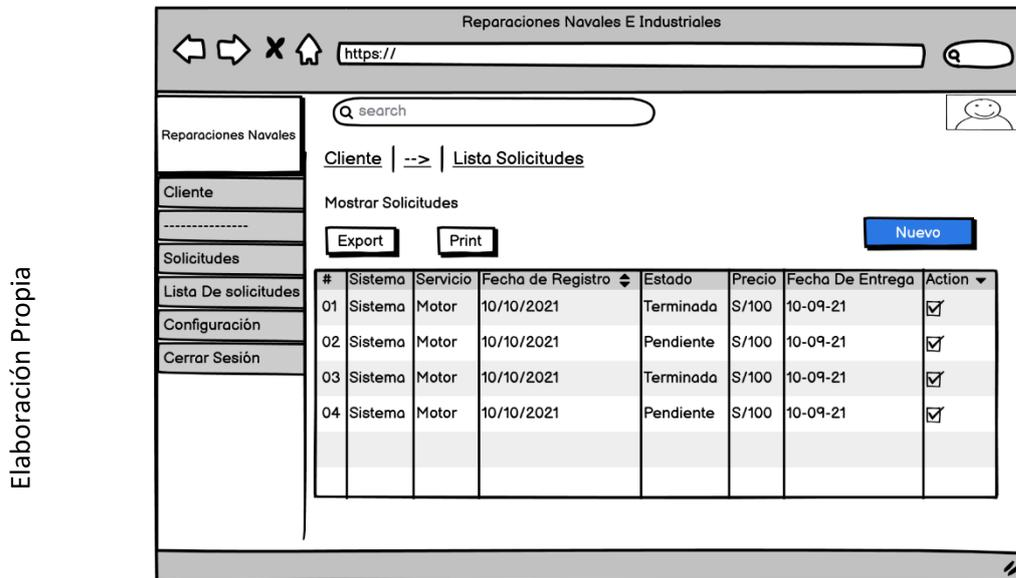 Elaboración Propia
Reparaciones Navales E Industriales
https://
Reparaciones Navales
search
Cliente | --> | Lista Solicitudes
Cliente
---------------
Solicitudes
Lista De solicitudes
Configuración
Cerrar Sesión
Mostrar Solicitudes
Export Print Nuevo
# Sistema Servicio Fecha de Registro Estado Precio Fecha De Entrega Action
01 Sistema Motor 10/10/2021 Terminada S/100 10-09-21
02 Sistema Motor 10/10/2021 Pendiente S/100 10-09-21
03 Sistema Motor 10/10/2021 Terminada S/100 10-09-21
04 Sistema Motor 10/10/2021 Pendiente S/100 10-09-21